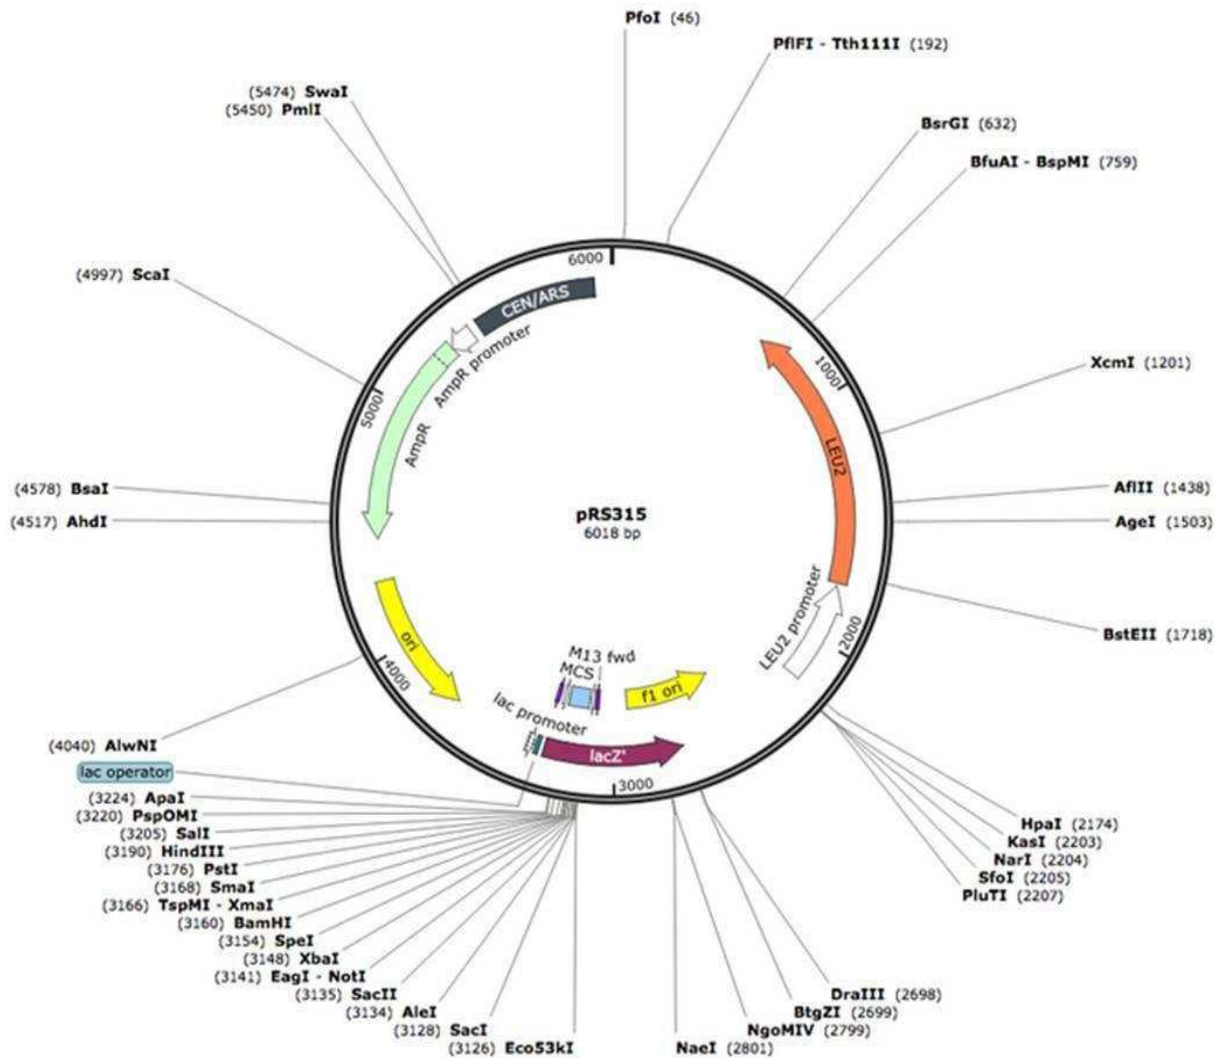 PfoI (46)
PflFI - Tth111I (192)
(5474) SwaI
(5450) PmlI
BsrGI (632)
BfuAI - BspMI (759)
(4997) ScaI
6000
CEN/ARS
AmpR promoter
1000
XcmI (1201)
5000
AmpR
LEU2
(4578) BsaI
(4517) AhdI
AflII (1438)
AgeI (1503)
pRS315
6018 bp
LEU2 promoter
2000
BstEII (1718)
ori
4000
M13 fwd
MCS
f1 ori
lac promoter
lacZ'
3000
(4040) AlwNI
lac operator
(3224) ApaI
(3220) PspOMI
(3205) SalI
(3190) HindIII
(3176) PstI
(3168) SmaI
(3166) TspMI - XmaI
(3160) BamHI
(3154) SpeI
(3148) XbaI
(3141) EagI - NotI
(3135) SacII
(3134) AleI
(3128) SacI
(3126) Eco53kI
HpaI (2174)
KasI (2203)
NarI (2204)
SfoI (2205)
PluTI (2207)
DraIII (2698)
BtgZI (2699)
NgoMIV (2799)
NaeI (2801)